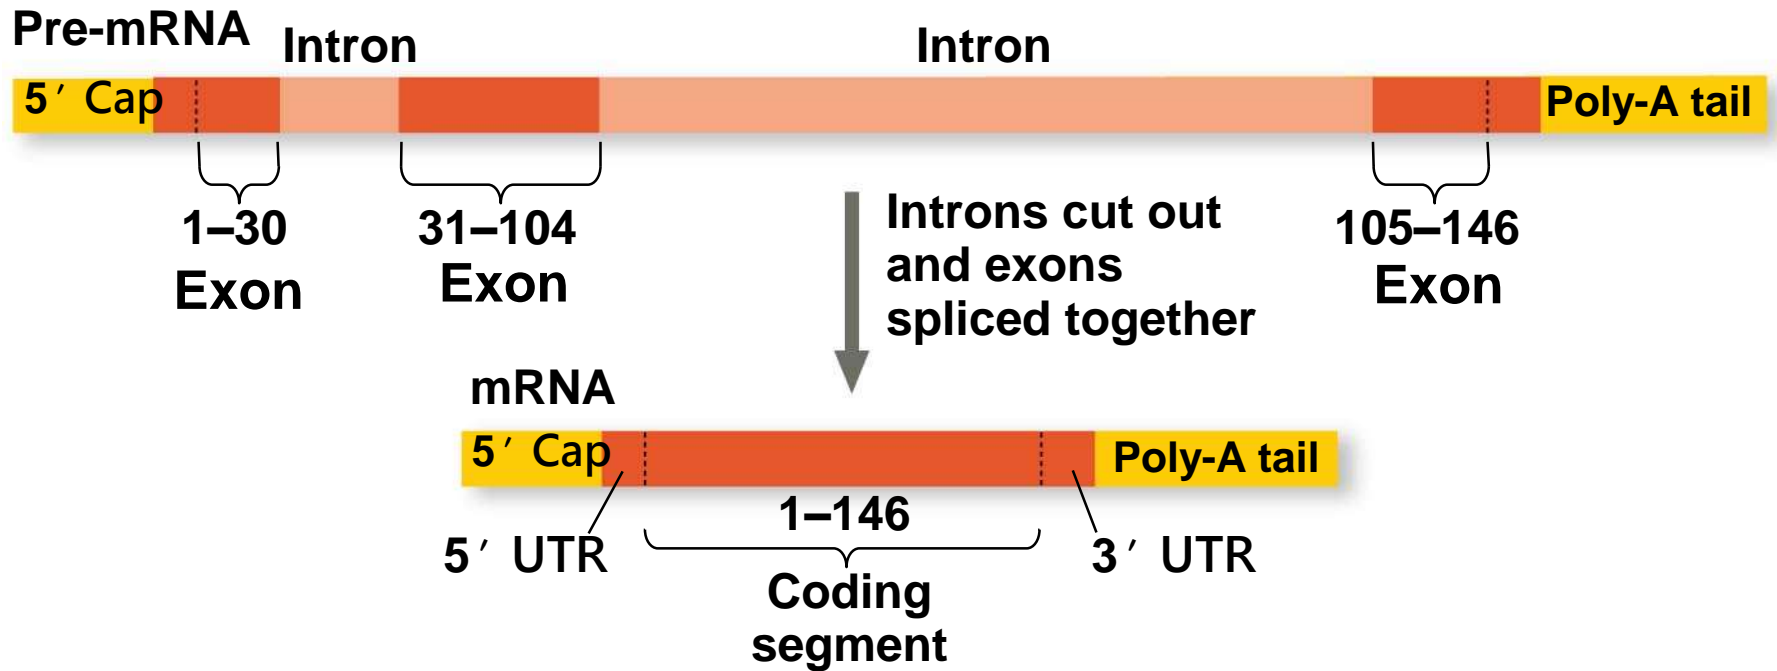 Pre-mRNA
Intron
Intron
5′ Cap
Poly-A tail
1–30
Exon
31–104
Exon
105–146
Exon
Introns cut out
and exons
spliced together
mRNA
5′ Cap
Poly-A tail
5′ UTR
1–146
3′ UTR
Coding
segment